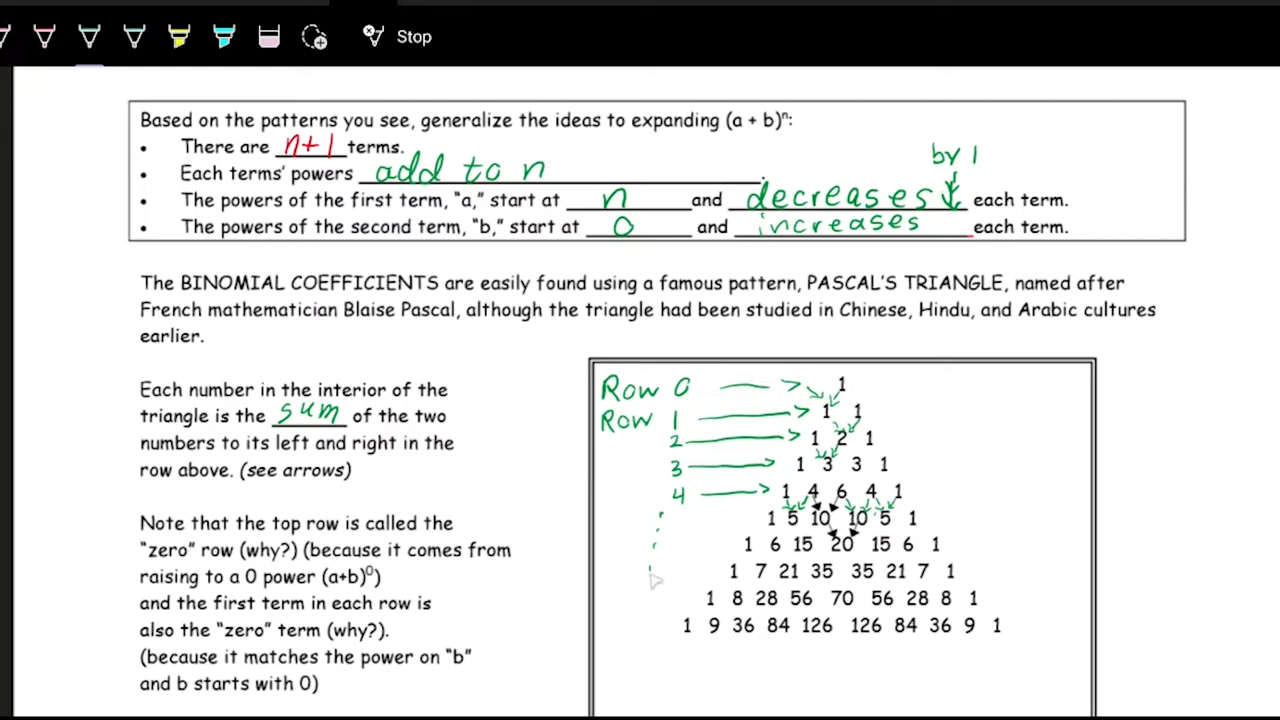 Stop
Based on the patterns you see, generalize the ideas to expanding (a + b)ⁿ:
• There are n+1 terms.
by 1
• Each terms' powers add to n.
• The powers of the first term, "a," start at n and decreases each term.
• The powers of the second term, "b," start at 0 and increases each term.
The BINOMIAL COEFFICIENTS are easily found using a famous pattern, PASCAL'S TRIANGLE, named after
French mathematician Blaise Pascal, although the triangle had been studied in Chinese, Hindu, and Arabic cultures
earlier.
Each number in the interior of the
triangle is the sum of the two
numbers to its left and right in the
row above. (see arrows)
Note that the top row is called the
"zero" row (why?) (because it comes from
raising to a 0 power (a+b)⁰)
and the first term in each row is
also the "zero" term (why?).
(because it matches the power on "b"
and b starts with 0)
Row 0 1
Row 1 1 1
2 1 2 1
3 1 3 3 1
4 1 4 6 4 1
1 5 10 10 5 1
1 6 15 20 15 6 1
1 7 21 35 35 21 7 1
1 8 28 56 70 56 28 8 1
1 9 36 84 126 126 84 36 9 1